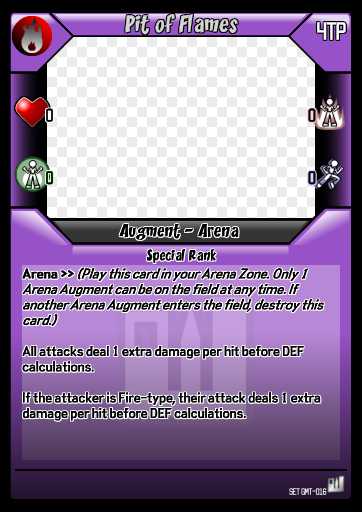 Pit of Flames
4TP
0
0
0
0
Augment - Arena
Special Rank
Arena >> (Play this card in your Arena Zone. Only 1
Arena Augment can be on the field at any time. If
another Arena Augment enters the field, destroy this
card.)
All attacks deal 1 extra damage per hit before DEF
calculations.
If the attacker is Fire-type, their attack deals 1 extra
damage per hit before DEF calculations.
SET GMT-016